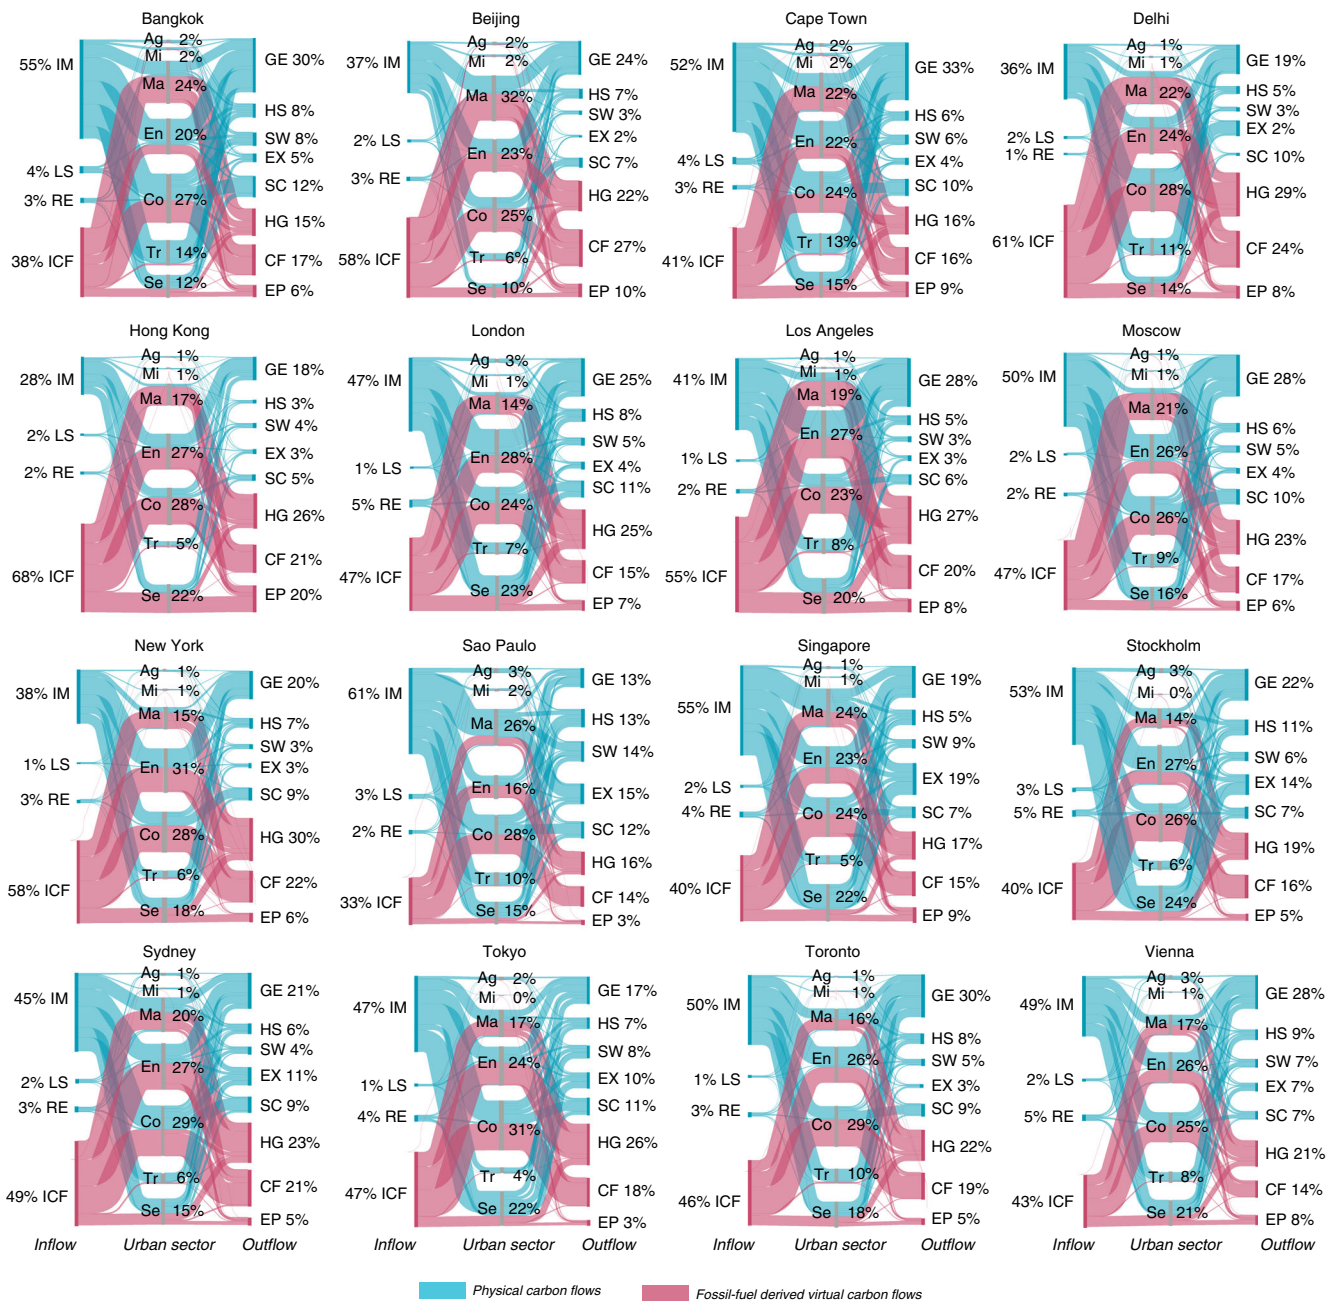 Bangkok
55% IM
4% LS
3% RE
38% ICF
Ag 2%
Mi 2%
Ma 24%
En 20%
Co 27%
Tr 14%
Se 12%
GE 30%
HS 8%
SW 8%
EX 5%
SC 12%
HG 15%
CF 17%
EP 6%
Beijing
37% IM
2% LS
3% RE
58% ICF
Ag 2%
Mi 2%
Ma 32%
En 23%
Co 25%
Tr 6%
Se 10%
GE 24%
HS 7%
SW 3%
EX 2%
SC 7%
HG 22%
CF 27%
EP 10%
Cape Town
52% IM
4% LS
3% RE
41% ICF
Ag 2%
Mi 2%
Ma 22%
En 22%
Co 24%
Tr 13%
Se 15%
GE 33%
HS 6%
SW 6%
EX 4%
SC 10%
HG 16%
CF 16%
EP 9%
Delhi
36% IM
2% LS
1% RE
61% ICF
Ag 1%
Mi 1%
Ma 22%
En 24%
Co 28%
Tr 11%
Se 14%
GE 19%
HS 5%
SW 3%
EX 2%
SC 10%
HG 29%
CF 24%
EP 8%
Hong Kong
28% IM
2% LS
2% RE
68% ICF
Ag 1%
Mi 1%
Ma 17%
En 27%
Co 28%
Tr 5%
Se 22%
GE 18%
HS 3%
SW 4%
EX 3%
SC 5%
HG 26%
CF 21%
EP 20%
London
47% IM
1% LS
5% RE
47% ICF
Ag 3%
Mi 1%
Ma 14%
En 28%
Co 24%
Tr 7%
Se 23%
GE 25%
HS 8%
SW 5%
EX 4%
SC 11%
HG 25%
CF 15%
EP 7%
Los Angeles
41% IM
1% LS
2% RE
55% ICF
Ag 1%
Mi 1%
Ma 19%
En 27%
Co 23%
Tr 8%
Se 20%
GE 28%
HS 5%
SW 3%
EX 3%
SC 6%
HG 27%
CF 20%
EP 8%
Moscow
50% IM
2% LS
2% RE
47% ICF
Ag 1%
Mi 1%
Ma 21%
En 26%
Co 26%
Tr 9%
Se 16%
GE 28%
HS 6%
SW 5%
EX 4%
SC 10%
HG 23%
CF 17%
EP 6%
New York
38% IM
1% LS
3% RE
58% ICF
Ag 1%
Mi 1%
Ma 15%
En 31%
Co 28%
Tr 6%
Se 18%
GE 20%
HS 7%
SW 3%
EX 3%
SC 9%
HG 30%
CF 22%
EP 6%
Sao Paulo
61% IM
3% LS
2% RE
33% ICF
Ag 3%
Mi 2%
Ma 26%
En 16%
Co 28%
Tr 10%
Se 15%
GE 13%
HS 13%
SW 14%
EX 15%
SC 12%
HG 16%
CF 14%
EP 3%
Singapore
55% IM
2% LS
4% RE
40% ICF
Ag 1%
Mi 1%
Ma 24%
En 23%
Co 24%
Tr 5%
Se 22%
GE 19%
HS 5%
SW 9%
EX 19%
SC 7%
HG 17%
CF 15%
EP 9%
Stockholm
53% IM
3% LS
5% RE
40% ICF
Ag 3%
Mi 0%
Ma 14%
En 27%
Co 26%
Tr 6%
Se 24%
GE 22%
HS 11%
SW 6%
EX 14%
SC 7%
HG 19%
CF 16%
EP 5%
Sydney
45% IM
2% LS
3% RE
49% ICF
Ag 1%
Mi 1%
Ma 20%
En 27%
Co 29%
Tr 6%
Se 15%
GE 21%
HS 6%
SW 4%
EX 11%
SC 9%
HG 23%
CF 21%
EP 5%
Tokyo
47% IM
1% LS
4% RE
47% ICF
Ag 2%
Mi 0%
Ma 17%
En 24%
Co 31%
Tr 4%
Se 22%
GE 17%
HS 7%
SW 8%
EX 10%
SC 11%
HG 26%
CF 18%
EP 3%
Toronto
50% IM
1% LS
3% RE
46% ICF
Ag 1%
Mi 1%
Ma 16%
En 26%
Co 29%
Tr 10%
Se 18%
GE 30%
HS 8%
SW 5%
EX 3%
SC 9%
HG 22%
CF 19%
EP 5%
Vienna
49% IM
2% LS
5% RE
43% ICF
Ag 3%
Mi 1%
Ma 17%
En 26%
Co 25%
Tr 8%
Se 21%
GE 28%
HS 9%
SW 7%
EX 7%
SC 7%
HG 21%
CF 14%
EP 8%
Inflow Urban sector Outflow
Inflow Urban sector Outflow
Inflow Urban sector Outflow
Inflow Urban sector Outflow
Physical carbon flows
Fossil-fuel derived virtual carbon flows